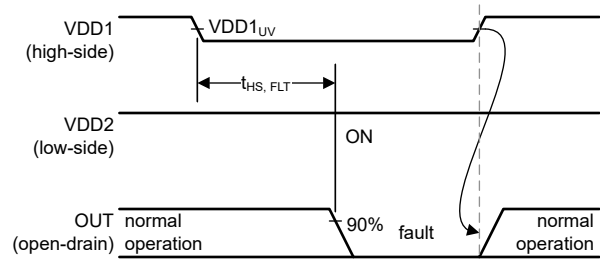 VDD1
(high-side)
VDD1UV
tHS, FLT
VDD2
(low-side)
ON
OUT
(open-drain)
normal
operation
90%
fault
normal
operation